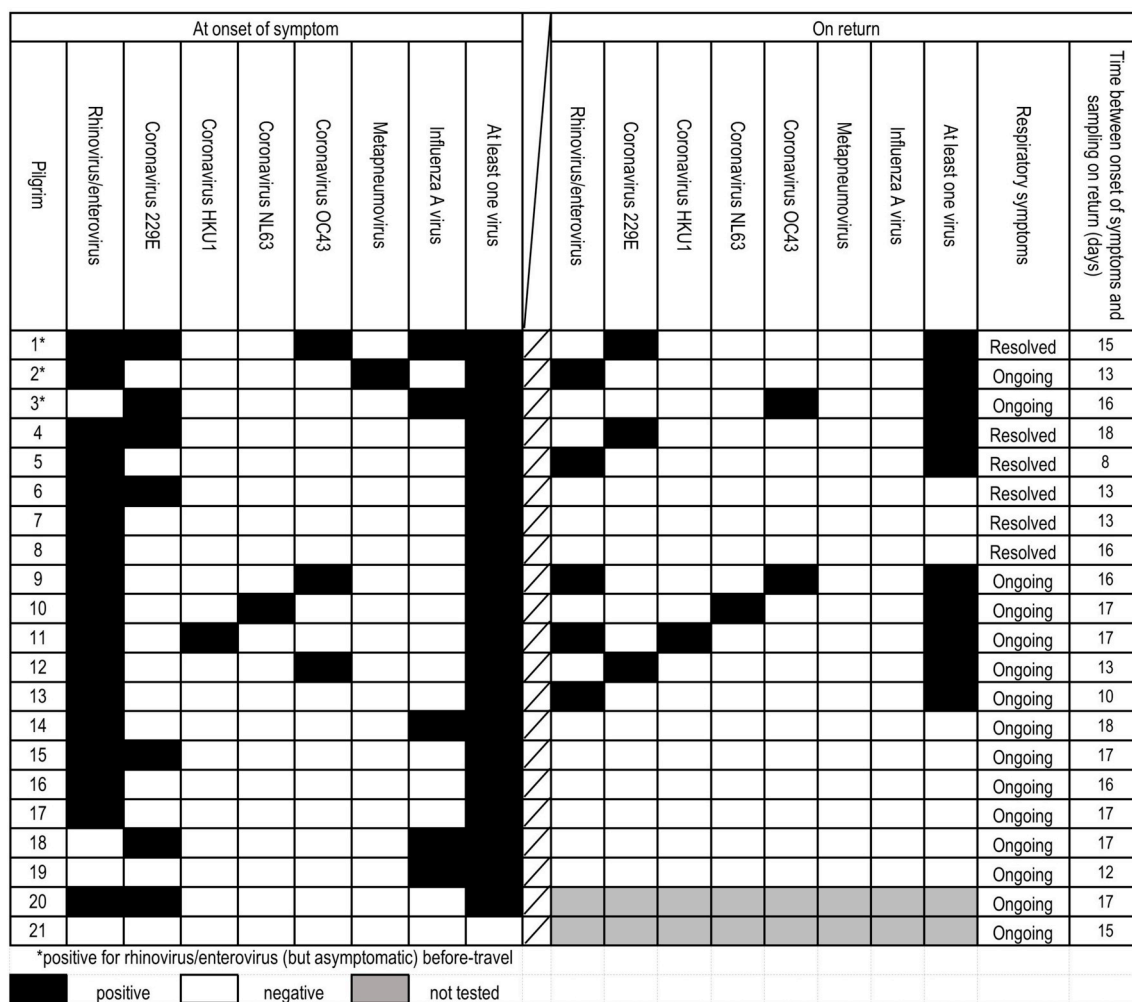 At onset of symptom On return
Pilgrim Rhinovirus/enterovirus Coronavirus 229E Coronavirus HKU1 Coronavirus NL63 Coronavirus OC43 Metapneumovirus Influenza A virus At least one virus Rhinovirus/enterovirus Coronavirus 229E Coronavirus HKU1 Coronavirus NL63 Coronavirus OC43 Metapneumovirus Influenza A virus At least one virus Respiratory symptoms Time between onset of symptoms and sampling on return (days)
1* Resolved 15
2* Ongoing 13
3* Ongoing 16
4 Resolved 18
5 Resolved 8
6 Resolved 13
7 Resolved 13
8 Resolved 16
9 Ongoing 16
10 Ongoing 17
11 Ongoing 17
12 Ongoing 13
13 Ongoing 10
14 Ongoing 18
15 Ongoing 17
16 Ongoing 16
17 Ongoing 17
18 Ongoing 17
19 Ongoing 12
20 Ongoing 17
21 Ongoing 15
*positive for rhinovirus/enterovirus (but asymptomatic) before-travel
positive negative not tested